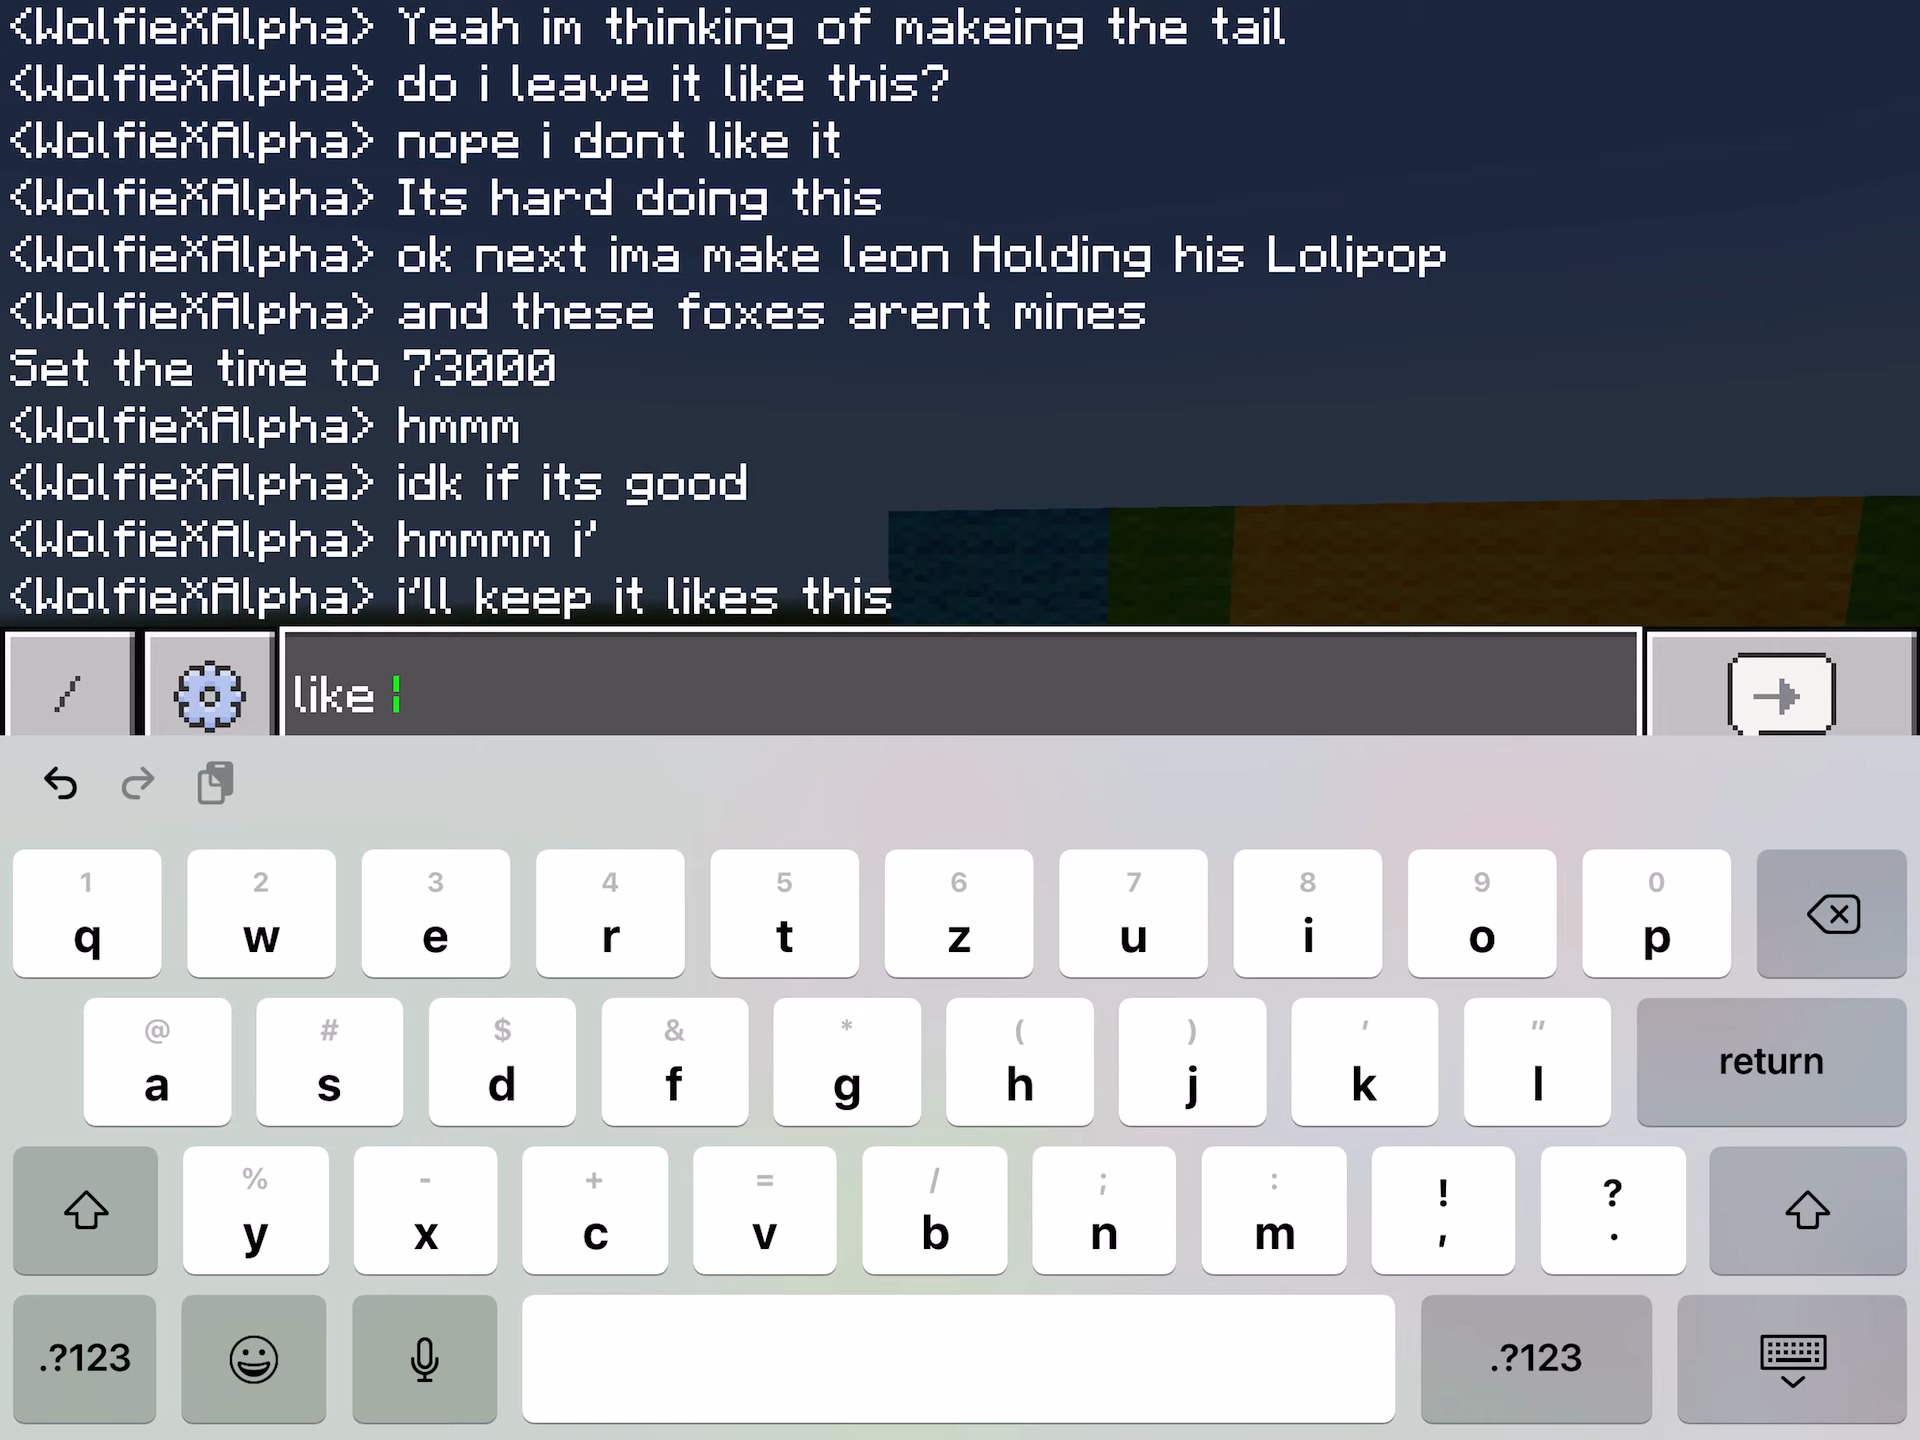 <WolfieXAlpha> Yeah im thinking of makeing the tail
<WolfieXAlpha> do i leave it like this?
<WolfieXAlpha> nope i dont like it
<WolfieXAlpha> Its hard doing this
<WolfieXAlpha> ok next ima make leon Holding his Lolipop
<WolfieXAlpha> and these foxes arent mines
Set the time to 73000
<WolfieXAlpha> hmmm
<WolfieXAlpha> idk if its good
<WolfieXAlpha> hmmmm i'
<WolfieXAlpha> i'll keep it likes this
/ like
1 2 3 4 5 6 7 8 9 0
q w e r t z u i o p
@ # $ & * ( ) ' "
a s d f g h j k l return
% - + = / ; : ! ?
y x c v b n m , .
.?123 .?123